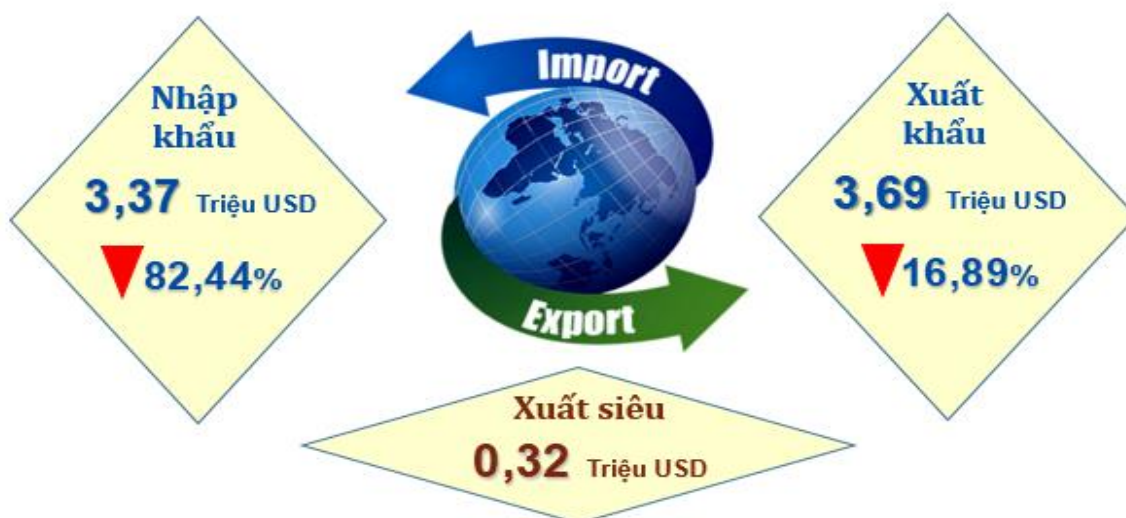 Nhập
khẩu
3,37 Triệu USD
82,44%
Import
Export
Xuất
khẩu
3,69 Triệu USD
16,89%
Xuất siêu
0,32 Triệu USD